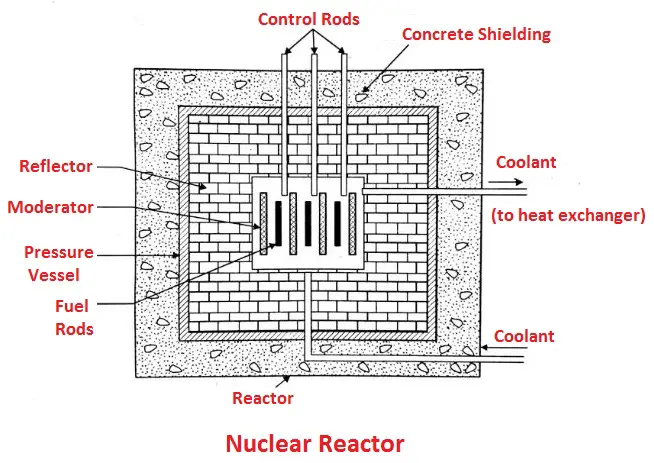 Control Rods
Concrete Shielding
Reflector
Coolant
Moderator
(to heat exchanger)
Pressure
Vessel
Fuel
Rods
Coolant
Reactor
Nuclear Reactor